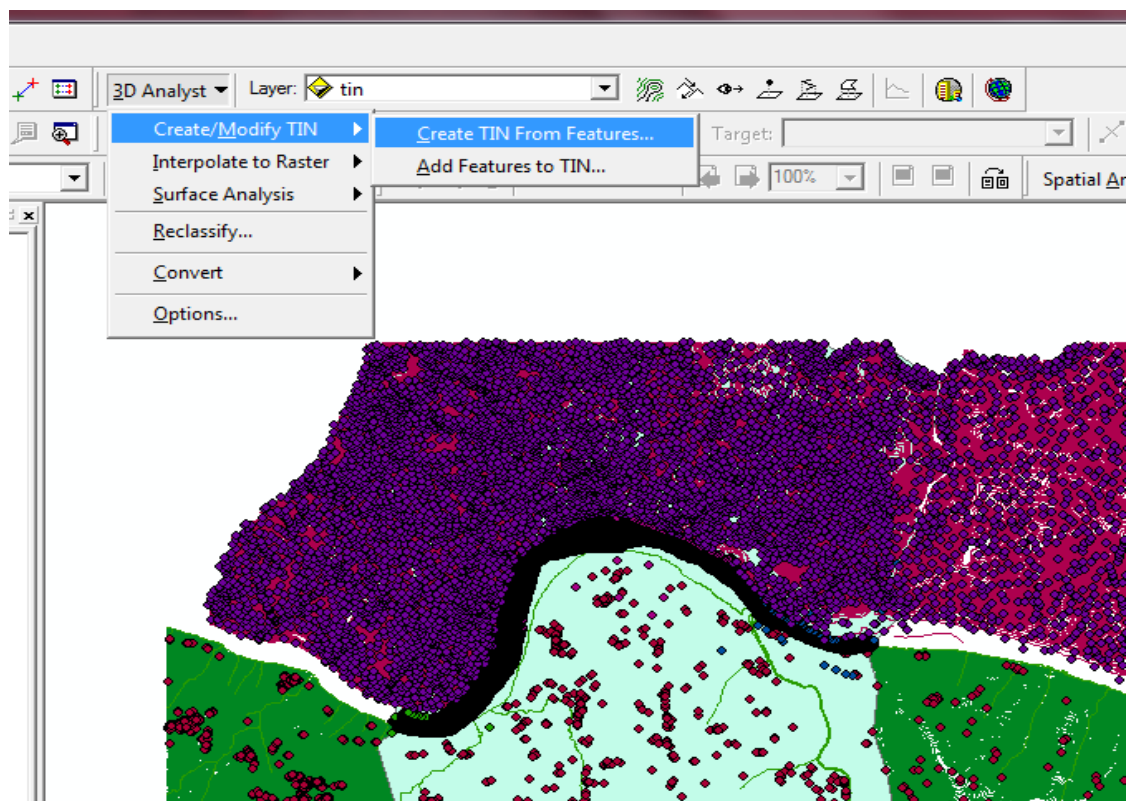 3D Analyst Layer: tin
Create/Modify TIN
Create TIN From Features...
Target:
Interpolate to Raster
Add Features to TIN...
100%
Spatial Ar
Surface Analysis
Reclassify...
Convert
Options...